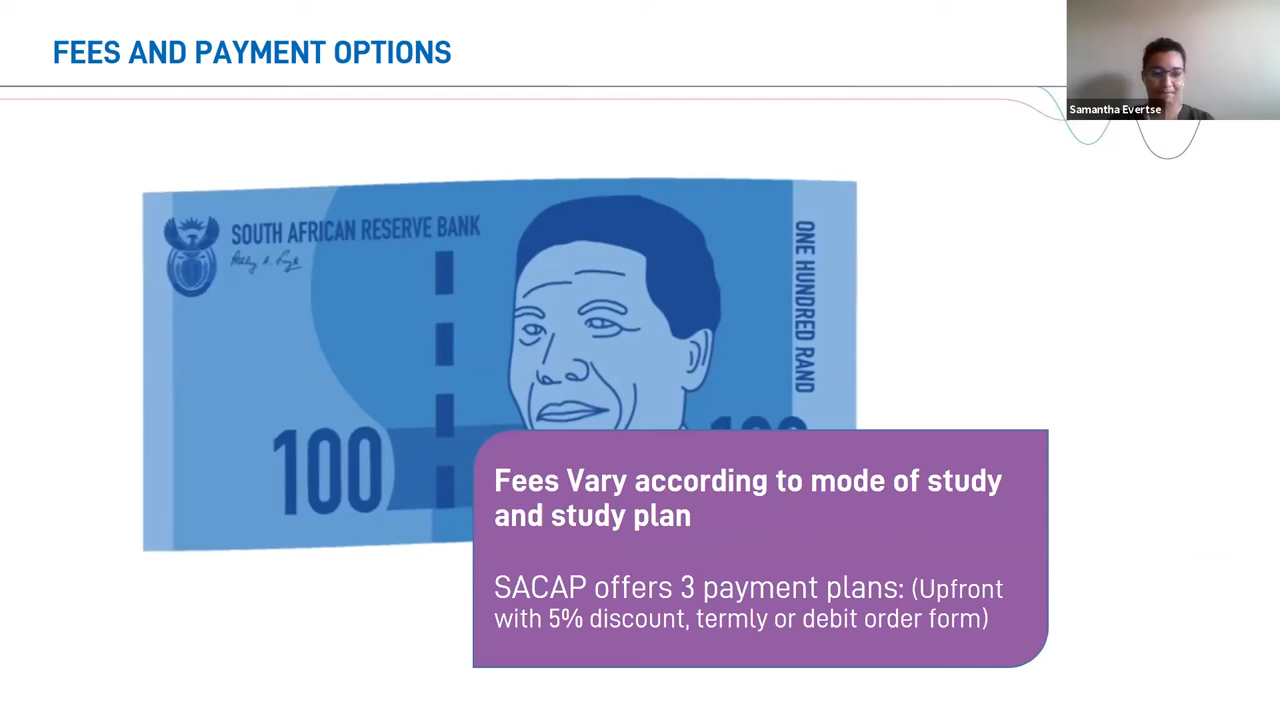 FEES AND PAYMENT OPTIONS
Samantha Evertse
SOUTH AFRICAN RESERVE BANK
ONE HUNDRED RAND
100
100
Fees Vary according to mode of study
and study plan
SACAP offers 3 payment plans: (Upfront
with 5% discount, termly or debit order form)